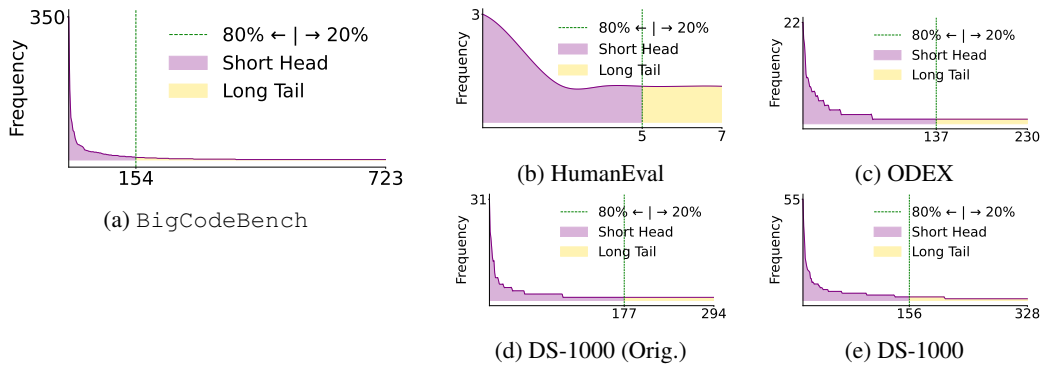 350
Frequency
80% ← | → 20%
Short Head
Long Tail
154
723
(a) BigCodeBench
3
Frequency
80% ← | → 20%
Short Head
Long Tail
5
7
(b) HumanEval
22
Frequency
80% ← | → 20%
Short Head
Long Tail
137
230
(c) ODEX
31
Frequency
80% ← | → 20%
Short Head
Long Tail
177
294
(d) DS-1000 (Orig.)
55
Frequency
80% ← | → 20%
Short Head
Long Tail
156
328
(e) DS-1000